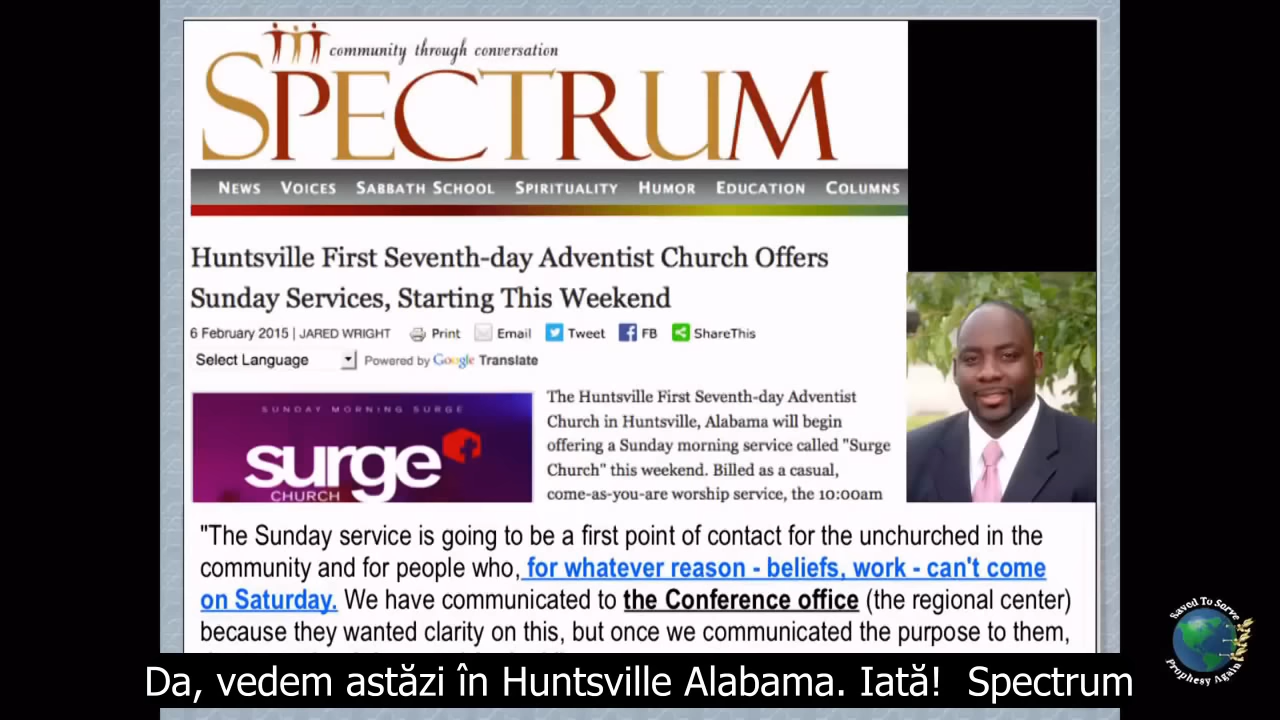 community through conversation
SPECTRUM
NEWS VOICES SABBATH SCHOOL SPIRITUALITY HUMOR EDUCATION COLUMNS
Huntsville First Seventh-day Adventist Church Offers
Sunday Services, Starting This Weekend
6 February 2015 | JARED WRIGHT Print Email Tweet FB ShareThis
Select Language Powered by Google Translate
SUNDAY MORNING SURGE
surge
CHURCH
The Huntsville First Seventh-day Adventist
Church in Huntsville, Alabama will begin
offering a Sunday morning service called "Surge
Church" this weekend. Billed as a casual,
come-as-you-are worship service, the 10:00am
"The Sunday service is going to be a first point of contact for the unchurched in the
community and for people who, for whatever reason - beliefs, work - can't come
on Saturday. We have communicated to the Conference office (the regional center)
because they wanted clarity on this, but once we communicated the purpose to them,
Da, vedem astăzi în Huntsville Alabama. Iată! Spectrum
Saved To Serve
Prophesy Again